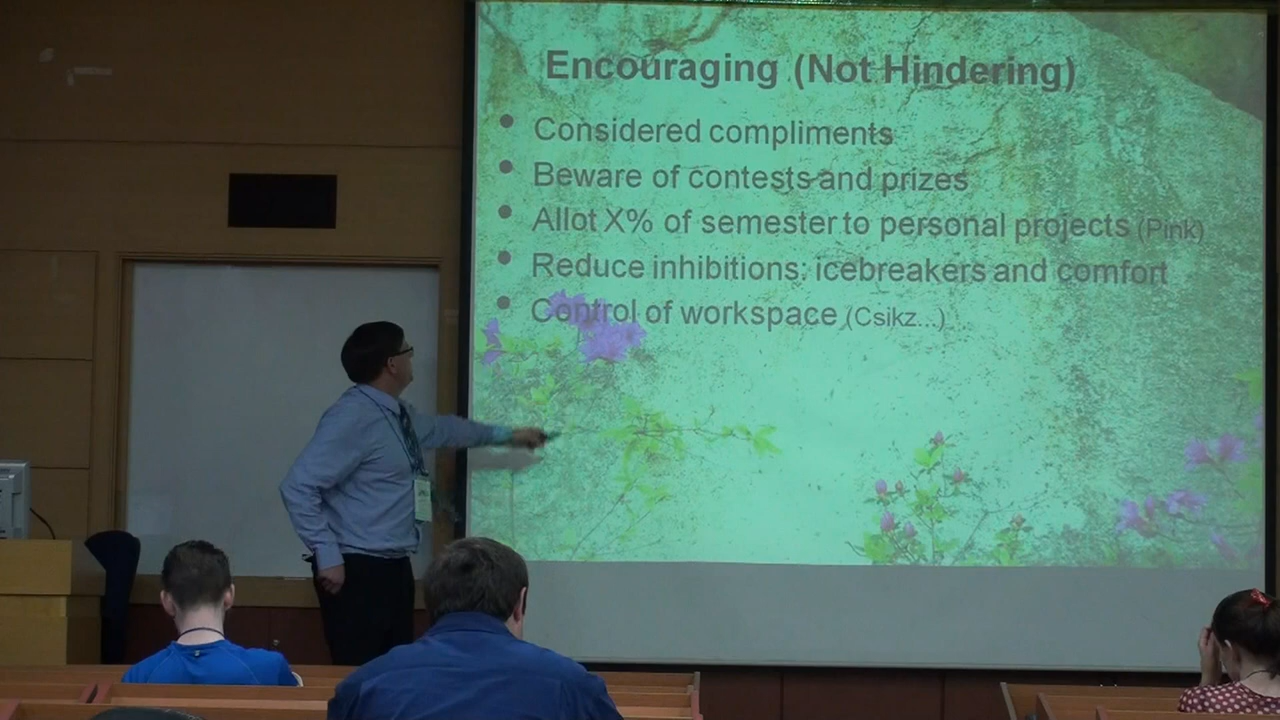 Encouraging (Not Hindering)
• Considered compliments
• Beware of contests and prizes
• Allot X% of semester to personal projects (Pink)
• Reduce inhibitions: icebreakers and comfort
• Control of workspace (Csikz...)